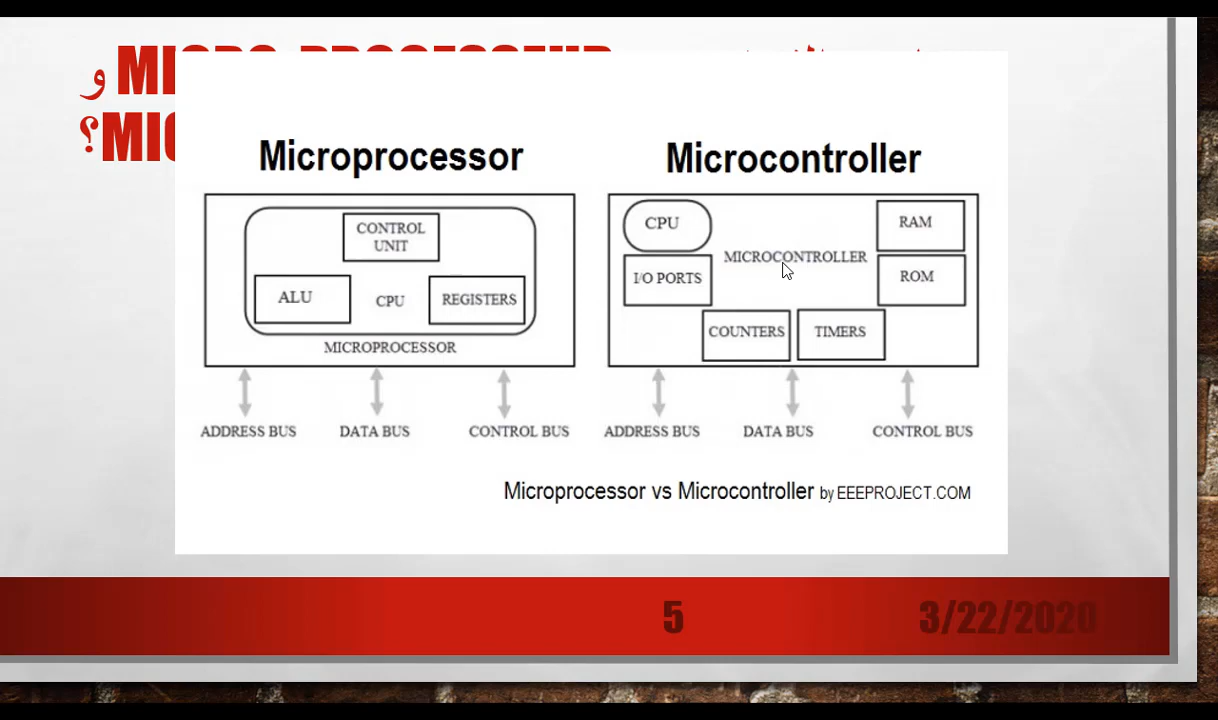 و MI
MIC؟
Microprocessor
Microcontroller
CONTROL
UNIT
ALU
CPU
REGISTERS
MICROPROCESSOR
CPU
RAM
MICROCONTROLLER
I/O PORTS
ROM
COUNTERS
TIMERS
ADDRESS BUS
DATA BUS
CONTROL BUS
ADDRESS BUS
DATA BUS
CONTROL BUS
Microprocessor vs Microcontroller by EEEPROJECT.COM
5
3/22/2020